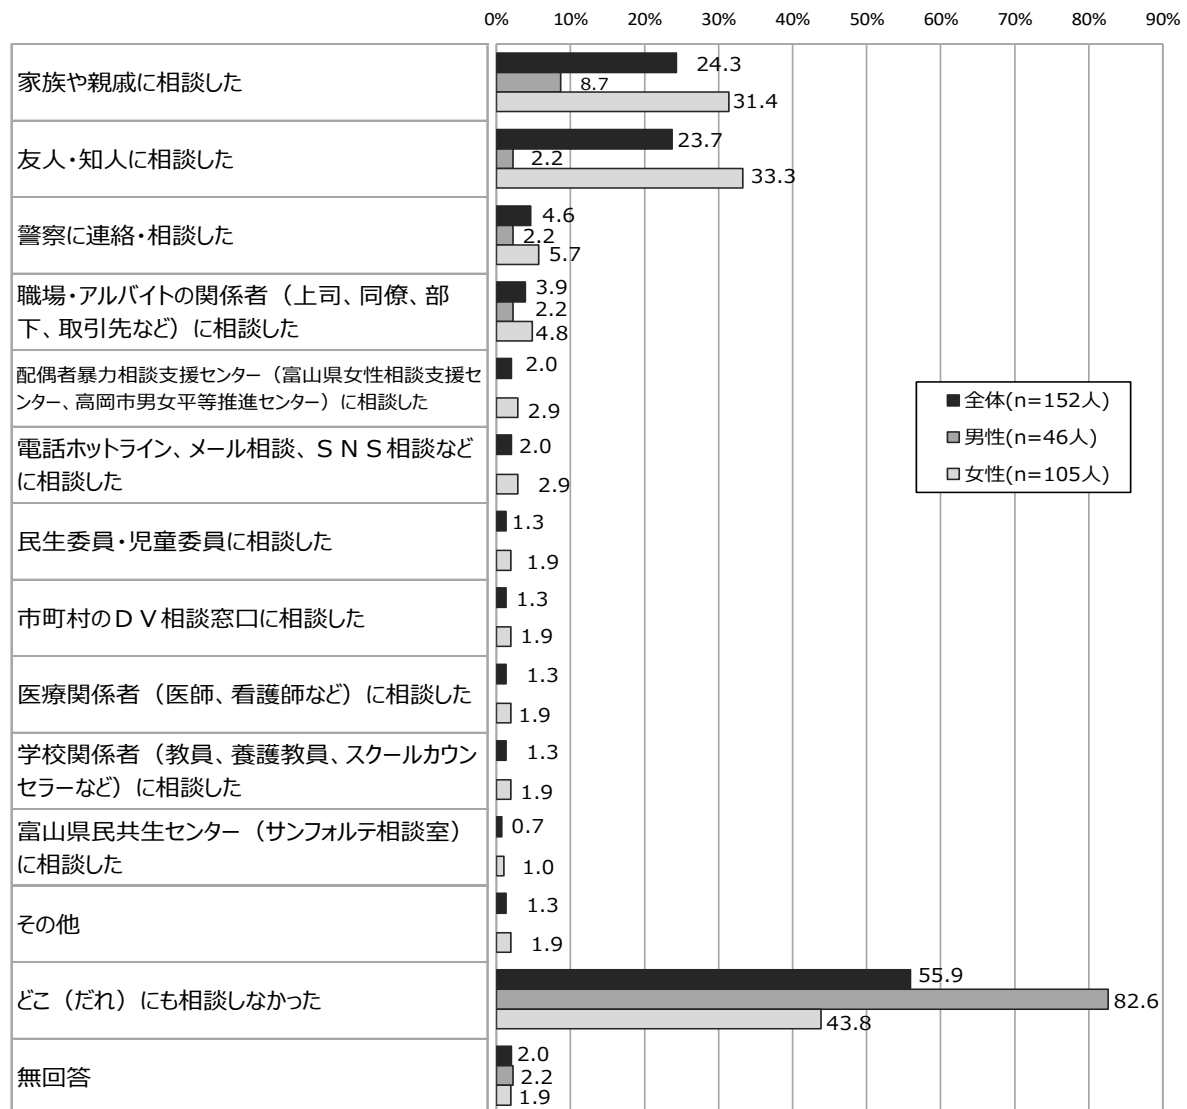 0% 10% 20% 30% 40% 50% 60% 70% 80% 90%
家族や親戚に相談した
24.3
8.7
31.4
友人・知人に相談した
23.7
2.2
33.3
警察に連絡・相談した
4.6
2.2
5.7
職場・アルバイトの関係者（上司、同僚、部
下、取引先など）に相談した
3.9
2.2
4.8
配偶者暴力相談支援センター（富山県女性相談支援セ
ンター、高岡市男女平等推進センター）に相談した
2.0
2.9
電話ホットライン、メール相談、ＳＮＳ相談など
に相談した
2.0
2.9
民生委員・児童委員に相談した
1.3
1.9
市町村のＤＶ相談窓口に相談した
1.3
1.9
医療関係者（医師、看護師など）に相談した
1.3
1.9
学校関係者（教員、養護教員、スクールカウン
セラーなど）に相談した
1.3
1.9
富山県民共生センター（サンフォルテ相談室）
に相談した
0.7
1.0
その他
1.3
1.9
どこ（だれ）にも相談しなかった
55.9
82.6
43.8
無回答
2.0
2.2
1.9
全体(n=152人)
男性(n=46人)
女性(n=105人)